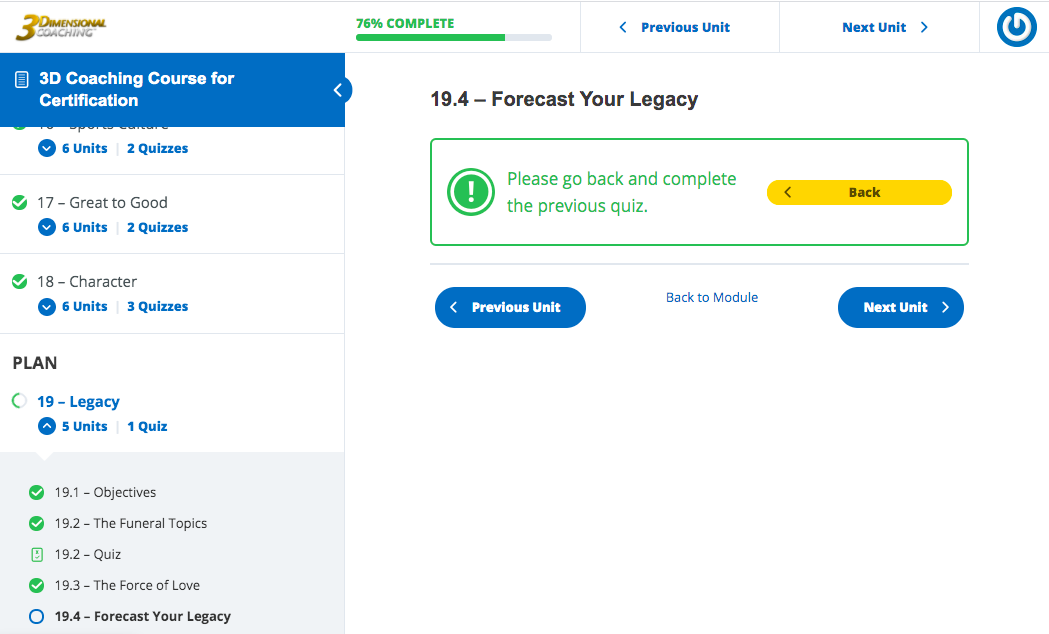 3DIMENSIONAL
COACHING
76% COMPLETE
Previous Unit
Next Unit
3D Coaching Course for
Certification
16 – Sports Culture
6 Units | 2 Quizzes
17 – Great to Good
6 Units | 2 Quizzes
18 – Character
6 Units | 3 Quizzes
PLAN
19 – Legacy
5 Units | 1 Quiz
19.1 – Objectives
19.2 – The Funeral Topics
19.2 – Quiz
19.3 – The Force of Love
19.4 – Forecast Your Legacy
19.4 – Forecast Your Legacy
Please go back and complete
the previous quiz.
Back
Previous Unit
Back to Module
Next Unit